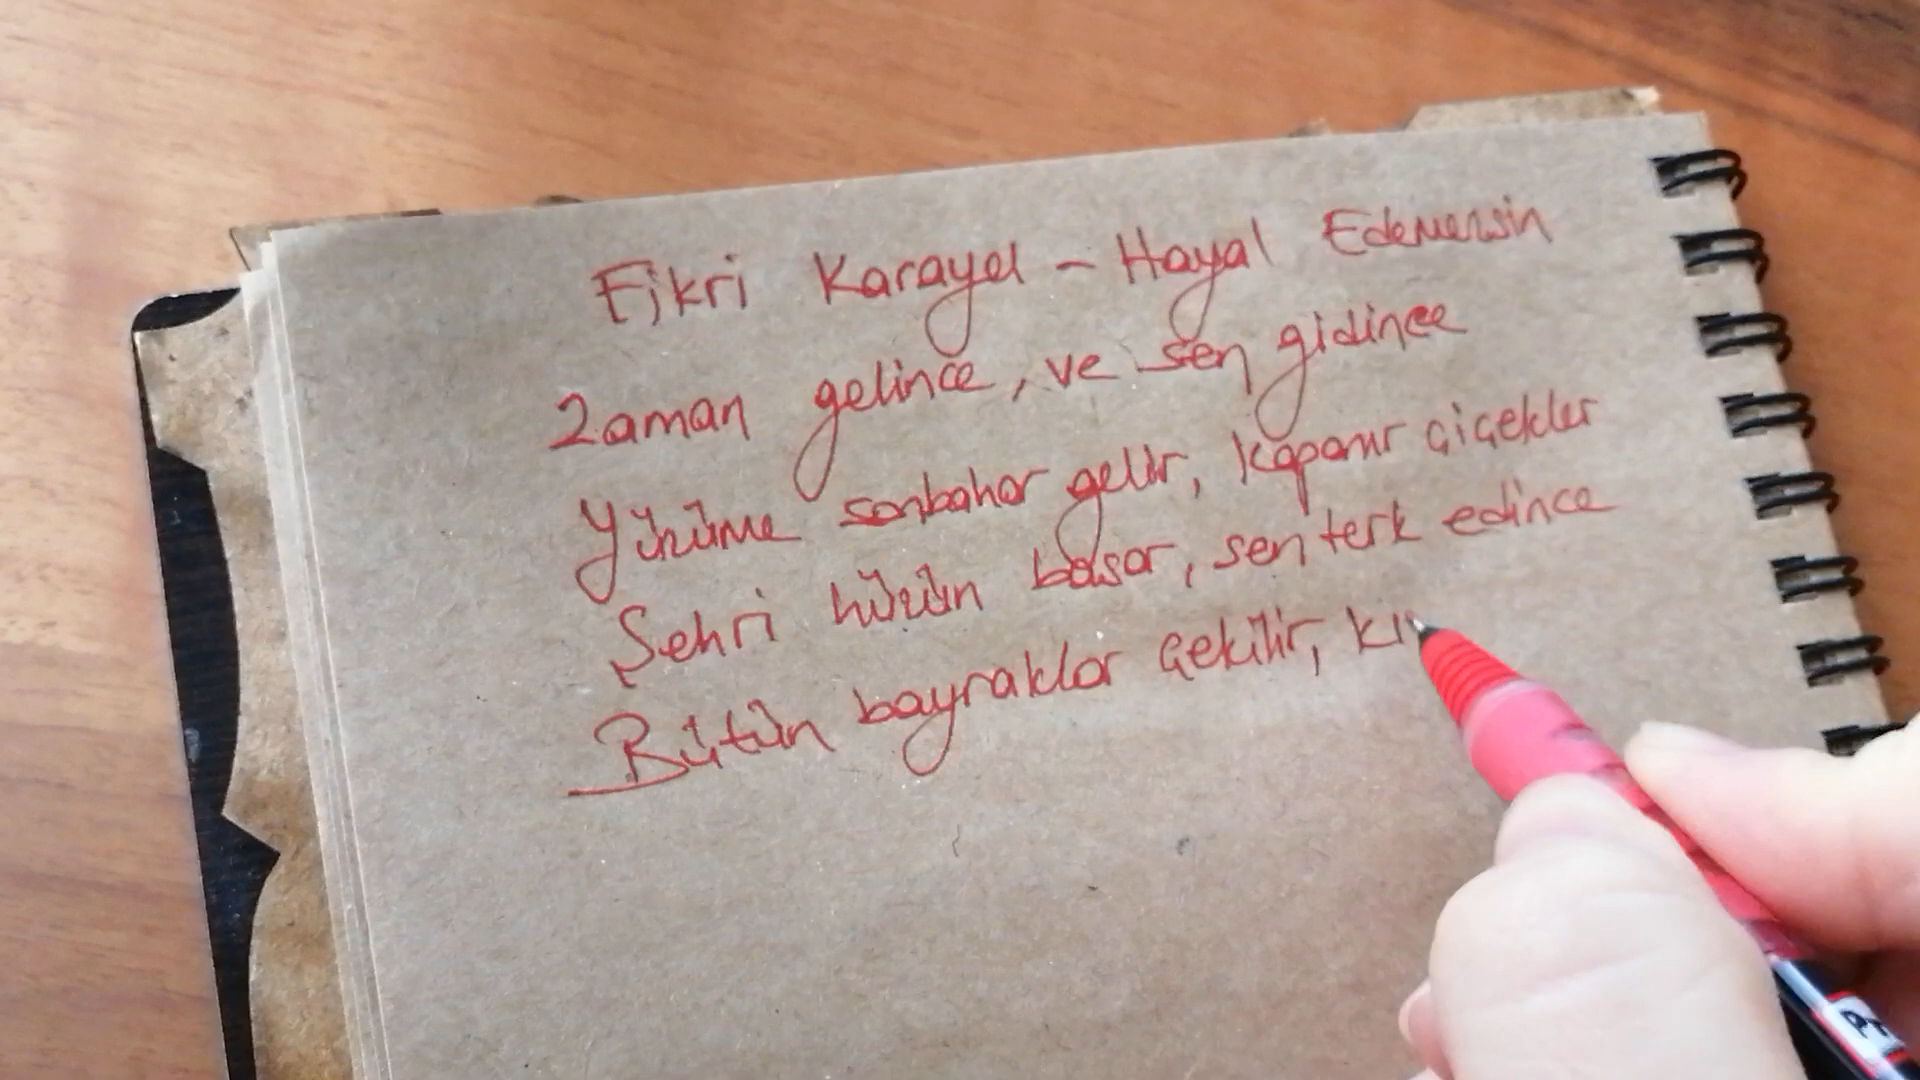 Fikri Karayel - Hayal Edemezsin
Zaman gelince, ve sen gidince
Yüzüme sonbahar gelir, kapanır çiçekler
Şehri hüzün basar, sen terk edince
Bütün bayraklar çekilir,